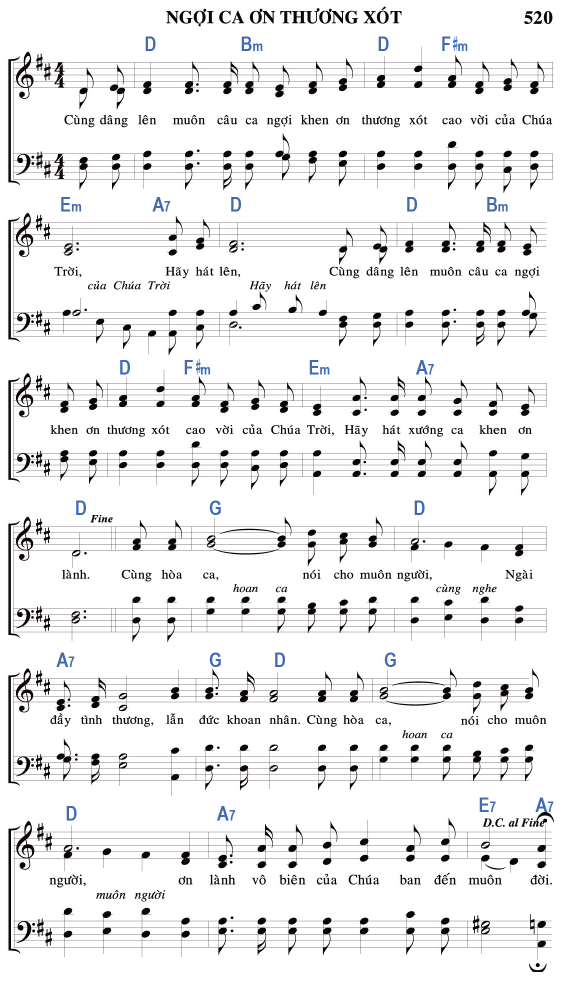 NGỢI CA ƠN THƯƠNG XÓT 520
D Bm D F#m
Cùng dâng lên muôn câu ca ngợi khen ơn thương xót cao vời của Chúa
Em A7 D D Bm
Trời, Hãy hát lên, Cùng dâng lên muôn câu ca ngợi
của Chúa Trời Hãy hát lên
D F#m Em A7
khen ơn thương xót cao vời của Chúa Trời, Hãy hát xướng ca khen ơn
D G D
Fine
lành. Cùng hòa ca, nói cho muôn người, Ngài
hoan ca cùng nghe
A7 G D G
đầy tình thương, lẫn đức khoan nhân. Cùng hòa ca, nói cho muôn
hoan ca
D A7 E7 A7
D.C. al Fine
người, ơn lành vô biên của Chúa ban đến muôn đời.
muôn người